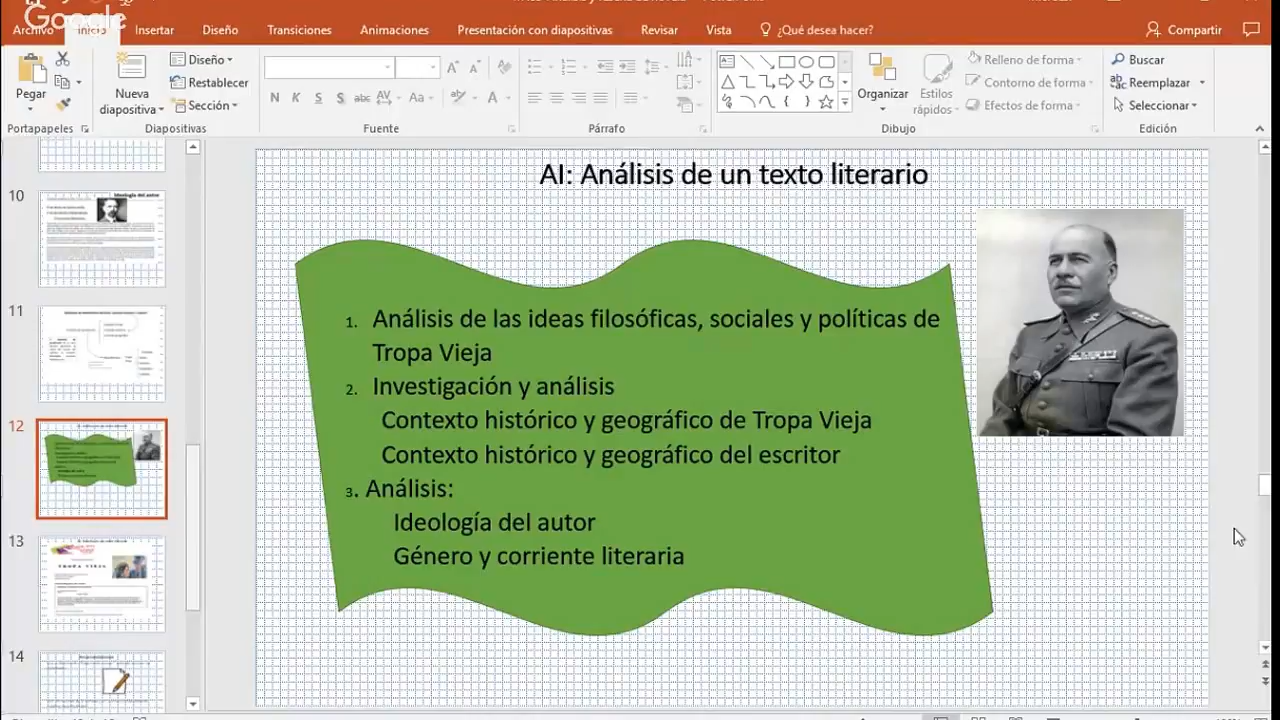 Google
Archivo Inicio Insertar Diseño Transiciones Animaciones Presentación con diapositivas Revisar Vista ¿Qué desea hacer? Compartir
Pegar
Nueva
diapositiva
Diseño
Restablecer
Sección
N K S S abc AV Aa A
Organizar
Estilos
rápidos
Relleno de forma
Contorno de forma
Efectos de forma
Buscar
Reemplazar
Seleccionar
Portapapeles Diapositivas Fuente Párrafo Dibujo Edición
10
Ideología del autor
11
12
13
TROPA VIEJA
14
AI: Análisis de un texto literario
1. Análisis de las ideas filosóficas, sociales y políticas de
Tropa Vieja
2. Investigación y análisis
Contexto histórico y geográfico de Tropa Vieja
Contexto histórico y geográfico del escritor
3. Análisis:
Ideología del autor
Género y corriente literaria